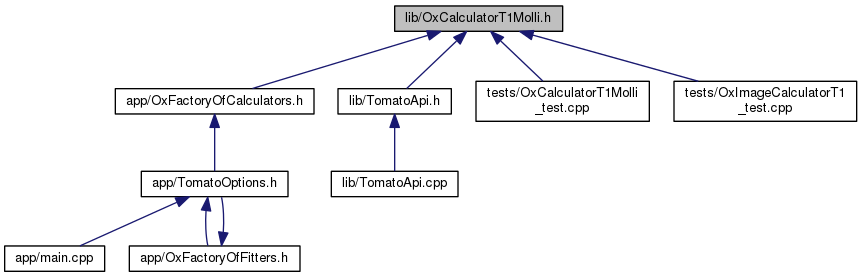 lib/OxCalculatorT1Molli.h
app/OxFactoryOfCalculators.h
lib/TomatoApi.h
tests/OxCalculatorT1Molli
_test.cpp
tests/OxImageCalculatorT1
_test.cpp
app/TomatoOptions.h
lib/TomatoApi.cpp
app/main.cpp
app/OxFactoryOfFitters.h